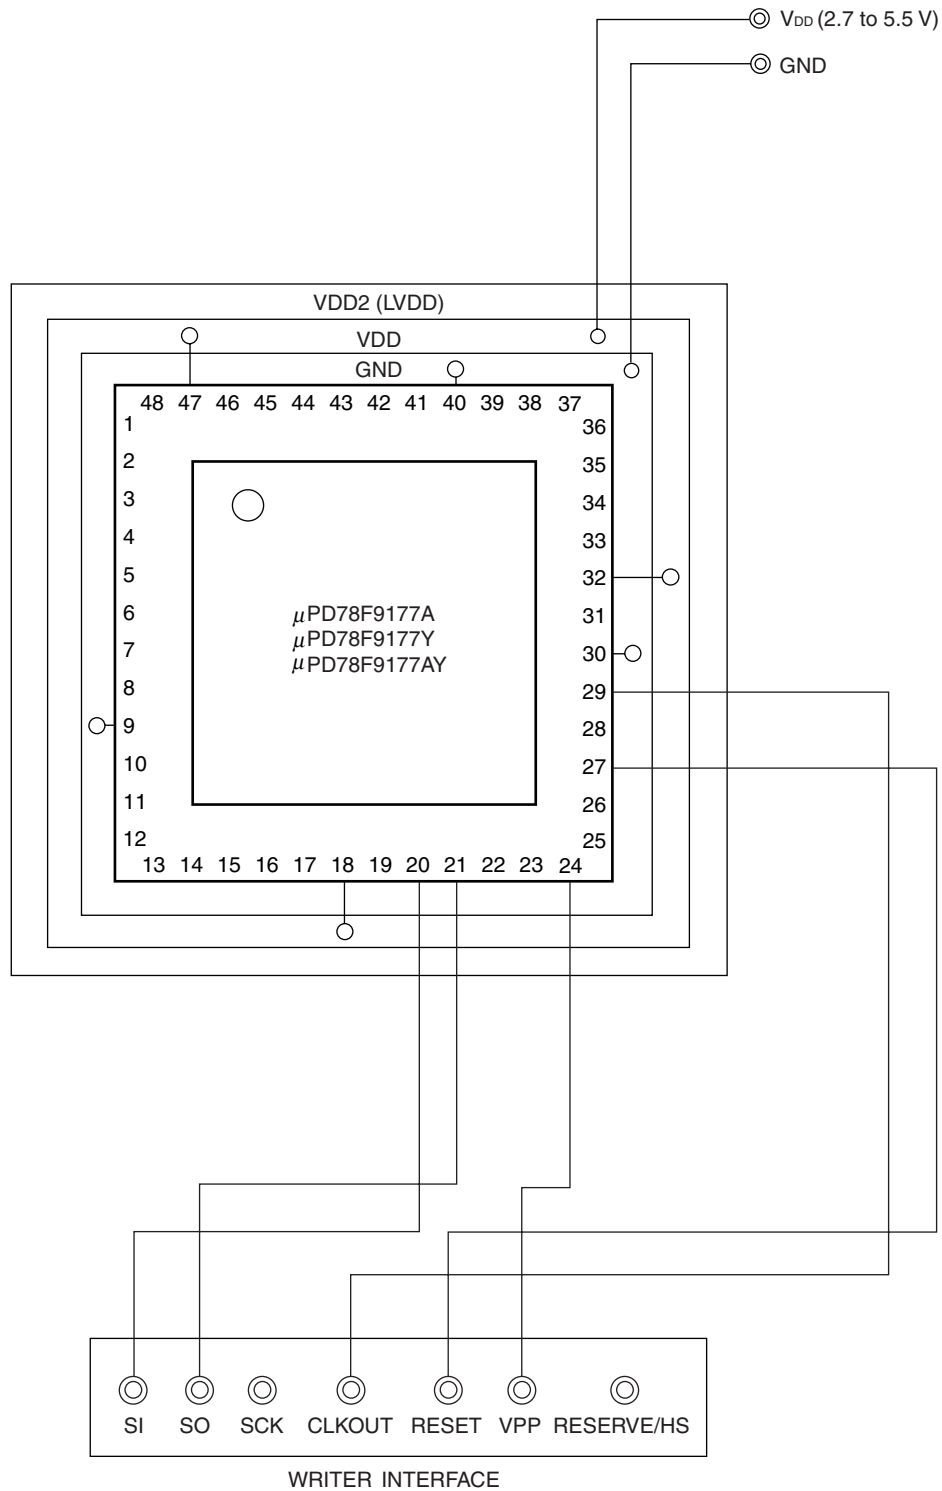 VDD (2.7 to 5.5 V)
GND
VDD2 (LVDD)
VDD
GND
48 47 46 45 44 43 42 41 40 39 38 37
1
2
3
4
5
6
7
8
9
10
11
12
36
35
34
33
32
31
30
29
28
27
26
25
μPD78F9177A
μPD78F9177Y
μPD78F9177AY
13 14 15 16 17 18 19 20 21 22 23 24
SI SO SCK CLKOUT RESET VPP RESERVE/HS
WRITER INTERFACE